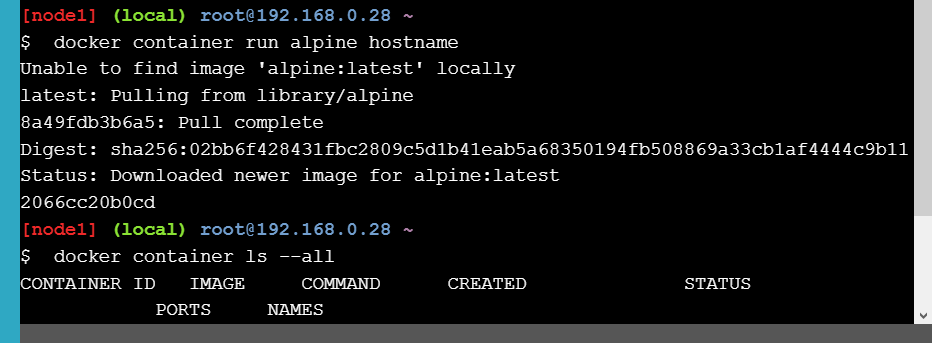 [node1] (local) root@192.168.0.28 ~
$  docker container run alpine hostname
Unable to find image 'alpine:latest' locally
latest: Pulling from library/alpine
8a49fdb3b6a5: Pull complete
Digest: sha256:02bb6f428431fbc2809c5d1b41eab5a68350194fb508869a33cb1af4444c9b11
Status: Downloaded newer image for alpine:latest
2066cc20b0cd
[node1] (local) root@192.168.0.28 ~
$  docker container ls --all
CONTAINER ID   IMAGE     COMMAND      CREATED              STATUS
            PORTS     NAMES